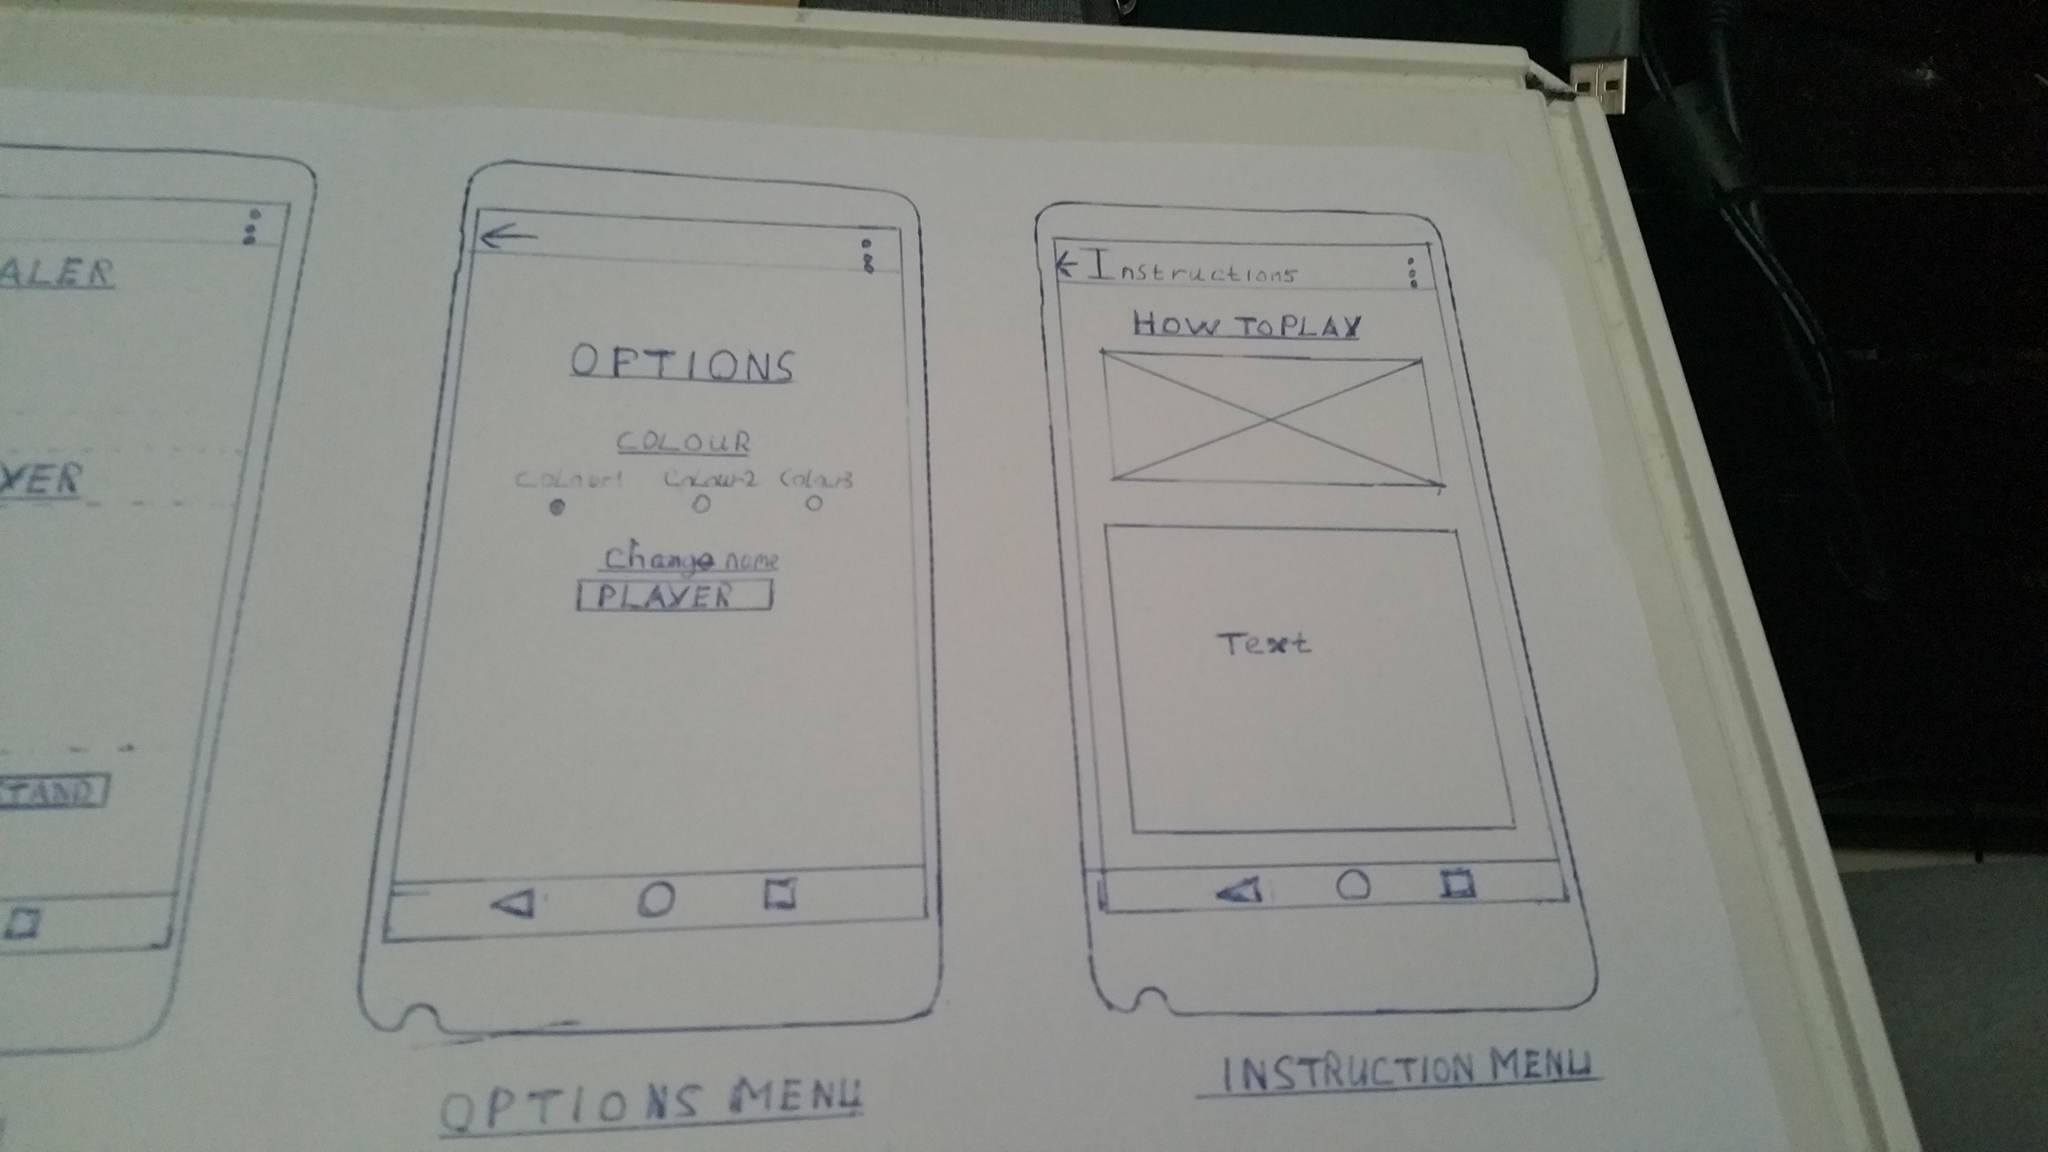 ALER
YER
STAND
OPTIONS
COLOUR
Colour1 Colour2 Colour3
Change name
PLAYER
OPTIONS MENU
Instructions
HOW TO PLAY
Text
INSTRUCTION MENU